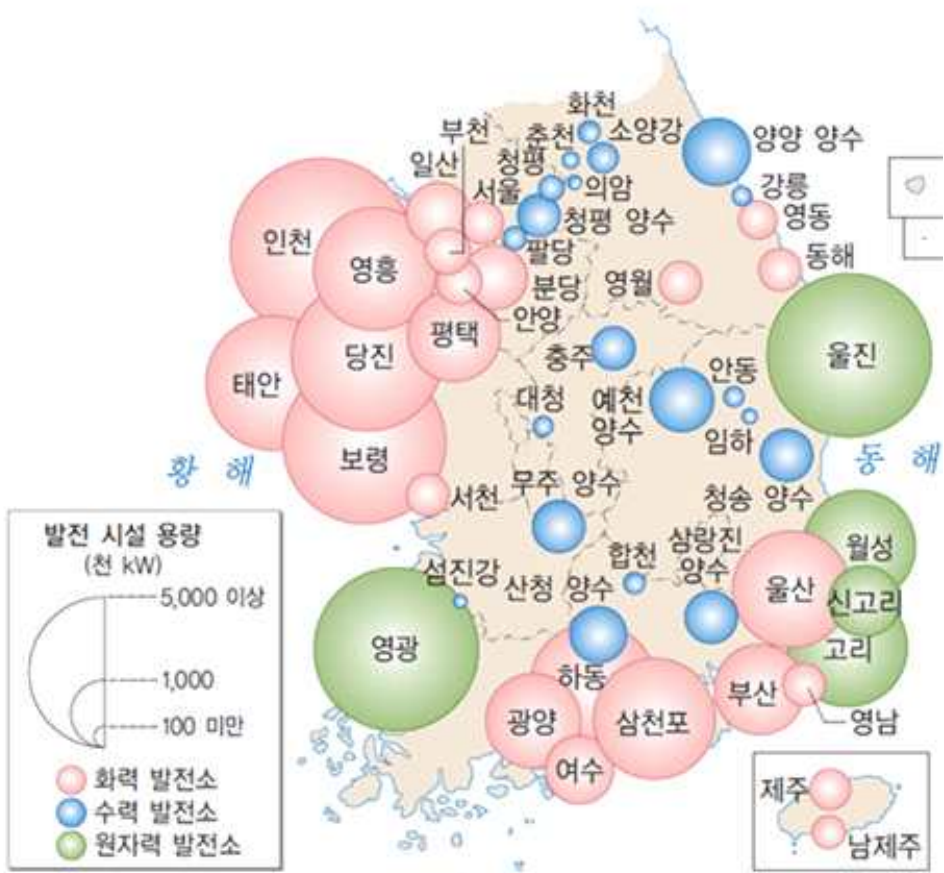 화천
부천
춘천
소양강
양양 양수
일산
청평
서울
의암
강릉
인천
청평 양수
영동
영흥
팔당
동해
분당
영월
안양
평택
당진
충주
울진
태안
안동
대청
예천
양수
임하
보령
황 해
동 해
서천
무주 양수
청송 양수
발전 시설 용량
(천 kW)
5,000 이상
1,000
100 미만
화력 발전소
수력 발전소
원자력 발전소
합천
삼랑진
양수
월성
섬진강
산청 양수
울산
신고리
영광
고리
하동
부산
광양
삼천포
영남
여수
제주
남제주